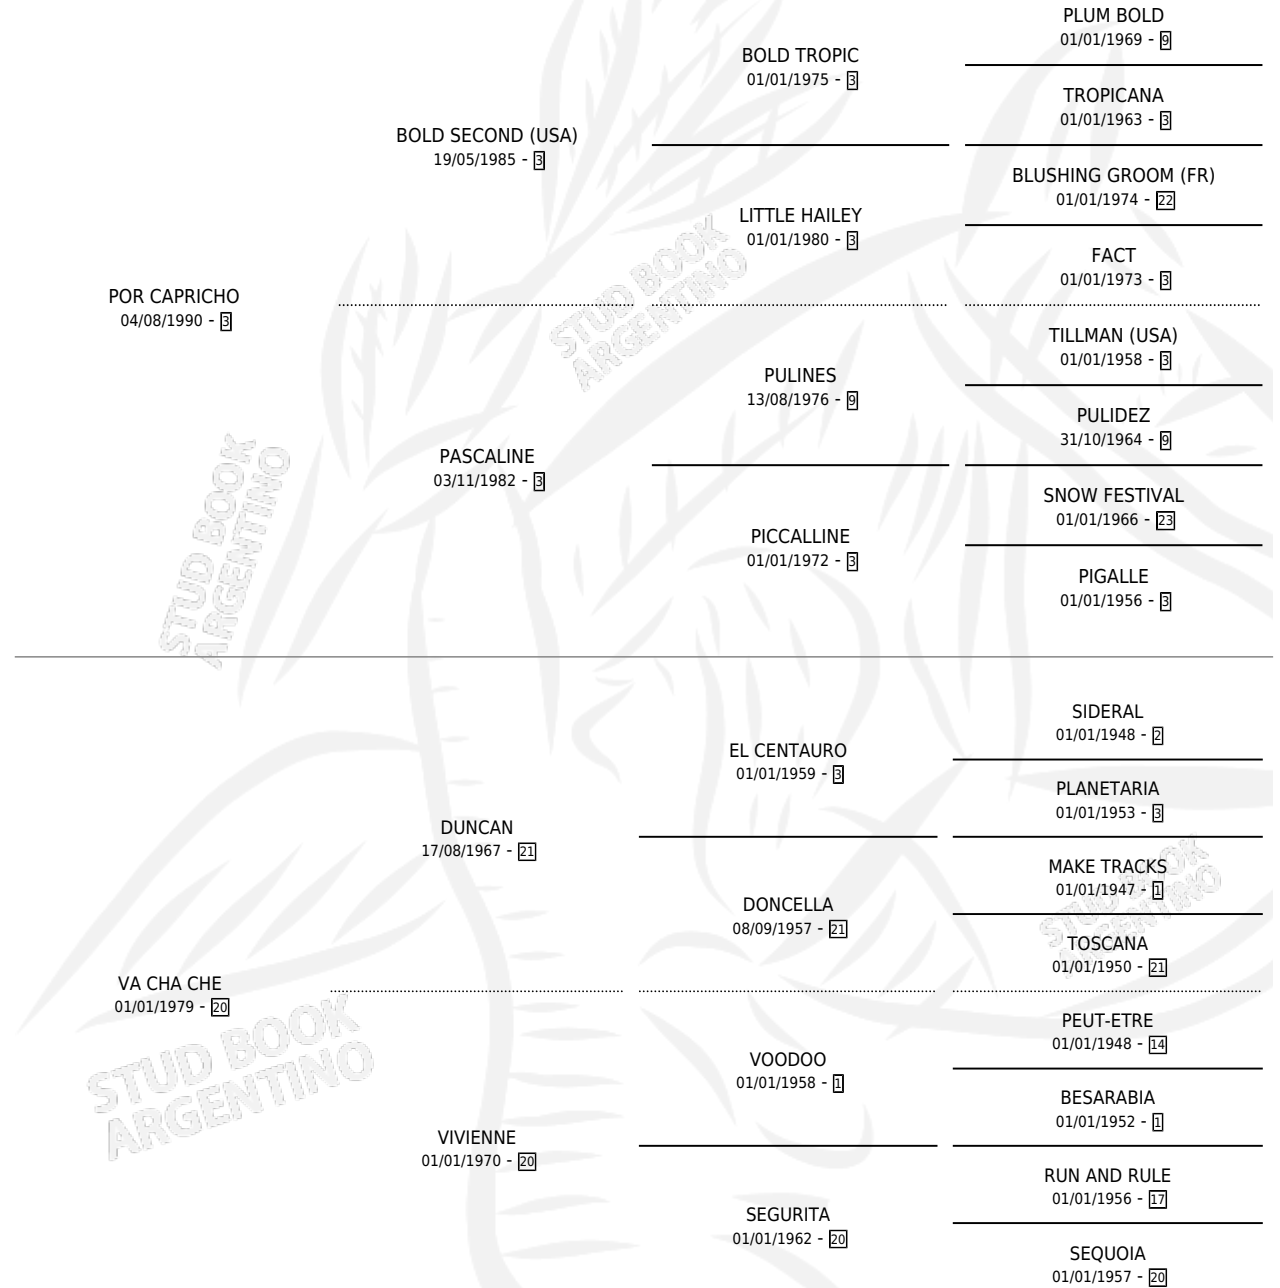 PLUM BOLD
01/01/1969 - 9
BOLD TROPIC
01/01/1975 - 3
TROPICANA
01/01/1963 - 3
BOLD SECOND (USA)
19/05/1985 - 3
BLUSHING GROOM (FR)
01/01/1974 - 22
LITTLE HAILEY
01/01/1980 - 3
FACT
01/01/1973 - 3
POR CAPRICHO
04/08/1990 - 3
STUD BOOK
ARGENTINO
TILLMAN (USA)
01/01/1958 - 3
PULINES
13/08/1976 - 9
PULIDEZ
31/10/1964 - 9
PASCALINE
03/11/1982 - 3
SNOW FESTIVAL
01/01/1966 - 23
PICCALLINE
01/01/1972 - 3
PIGALLE
01/01/1956 - 3
STUD BOOK
ARGENTINO
SIDERAL
01/01/1948 - 2
EL CENTAURO
01/01/1959 - 3
PLANETARIA
01/01/1953 - 3
DUNCAN
17/08/1967 - 21
MAKE TRACKS
01/01/1947 - 1
DONCELLA
08/09/1957 - 21
STUD BOOK
ARGENTINO
TOSCANA
01/01/1950 - 21
VA CHA CHE
01/01/1979 - 20
PEUT-ETRE
01/01/1948 - 14
VOODOO
01/01/1958 - 1
BESARABIA
01/01/1952 - 1
STUD BOOK
ARGENTINO
VIVIENNE
01/01/1970 - 20
RUN AND RULE
01/01/1956 - 17
SEGURITA
01/01/1962 - 20
SEQUOIA
01/01/1957 - 20